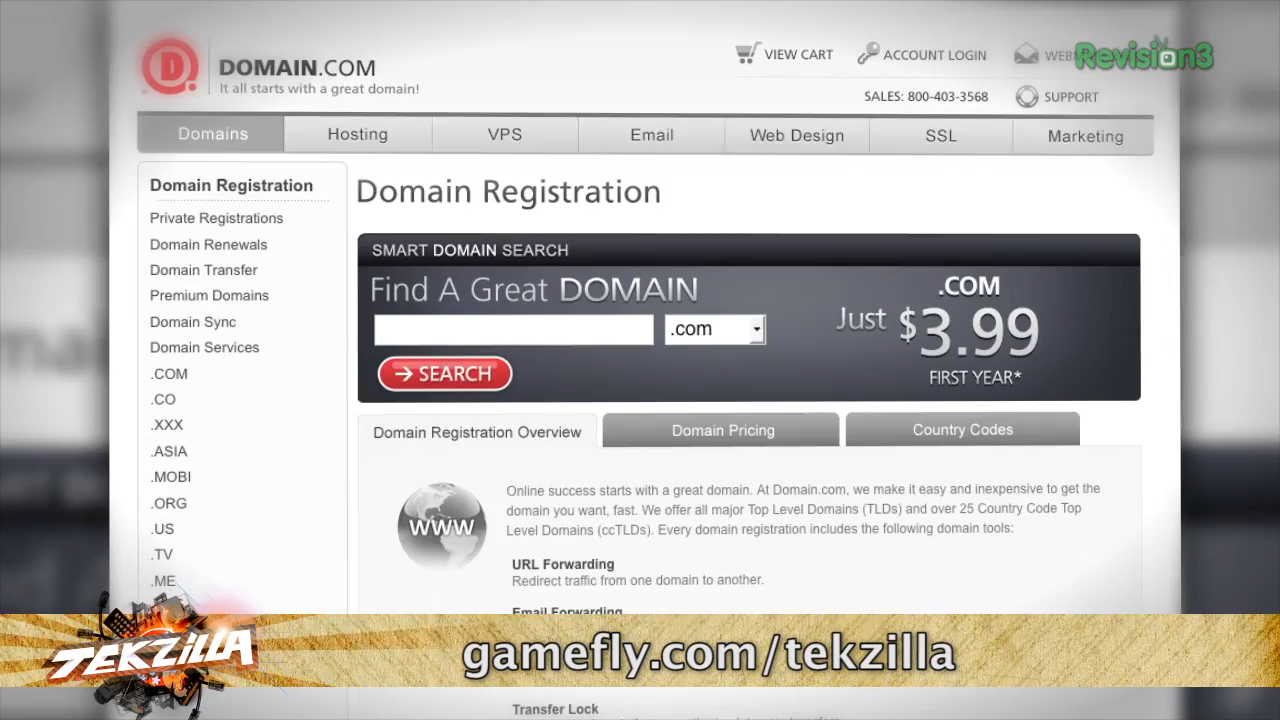 D
DOMAIN.COM
It all starts with a great domain!
VIEW CART
ACCOUNT LOGIN
Revision3
SALES: 800-403-3568
SUPPORT
Domains
Hosting
VPS
Email
Web Design
SSL
Marketing
Domain Registration
Private Registrations
Domain Renewals
Domain Transfer
Premium Domains
Domain Sync
Domain Services
.COM
.CO
.XXX
.ASIA
.MOBI
.ORG
.US
.TV
.ME
Domain Registration
SMART DOMAIN SEARCH
Find A Great DOMAIN
.com
SEARCH
.COM
Just $3.99
FIRST YEAR*
Domain Registration Overview
Domain Pricing
Country Codes
WWW
Online success starts with a great domain. At Domain.com, we make it easy and inexpensive to get the
domain you want, fast. We offer all major Top Level Domains (TLDs) and over 25 Country Code Top
Level Domains (ccTLDs). Every domain registration includes the following domain tools:
URL Forwarding
Redirect traffic from one domain to another.
Email Forwarding
TEKZILLA
gamefly.com/tekzilla
Transfer Lock